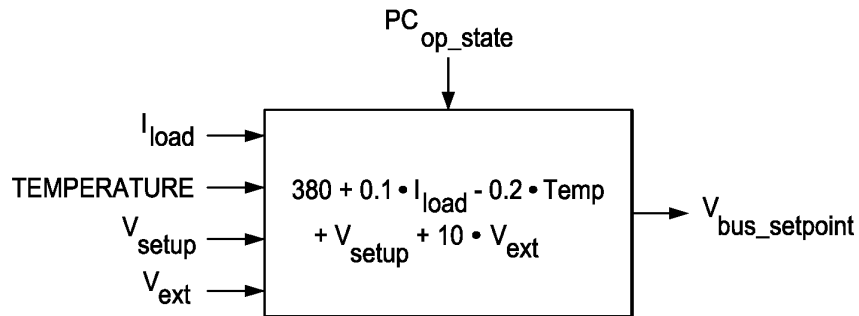 PC op_state
I load
TEMPERATURE
V setup
V ext
380 + 0.1 • I load - 0.2 • Temp
+ V setup + 10 • V ext
V bus_setpoint